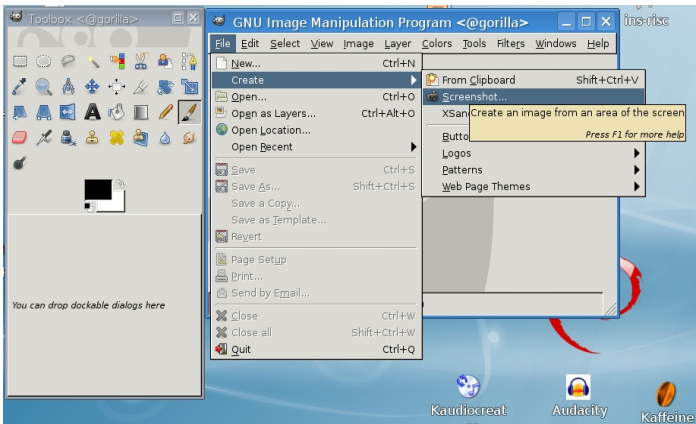 Toolbox <@gorilla>
You can drop dockable dialogs here
GNU Image Manipulation Program <@gorilla>
File Edit Select View Image Layer Colors Tools Filters Windows Help
New... Ctrl+N
Create
Open... Ctrl+O
Open as Layers... Ctrl+Alt+O
Open Location...
Open Recent
Save Ctrl+S
Save As... Shift+Ctrl+S
Save a Copy...
Save as Template...
Revert
Page Setup
Print...
Send by Email...
Close Ctrl+W
Close all Shift+Ctrl+W
Quit Ctrl+Q
From Clipboard Shift+Ctrl+V
Screenshot...
XSan
Create an image from an area of the screen
Press F1 for more help
Butto
Logos
Patterns
Web Page Themes
ins-risc
Kaudiocreat
Audacity
Kaffeine